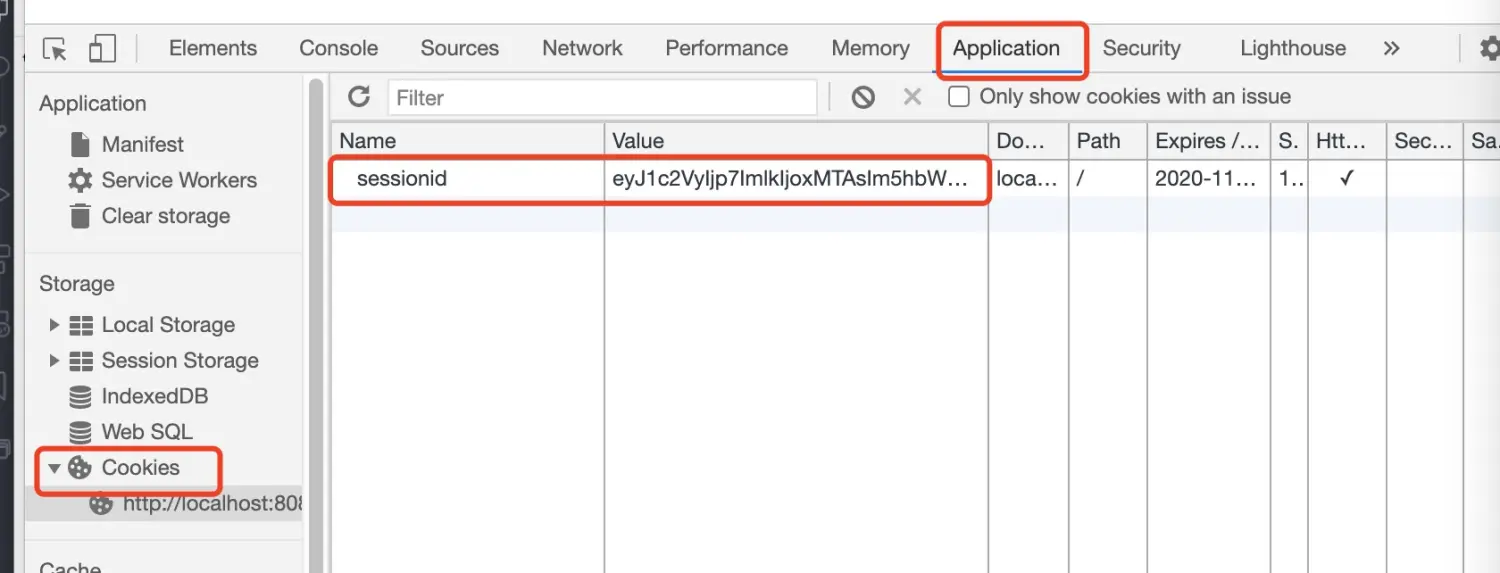 Elements Console Sources Network Performance Memory Application Security Lighthouse »
Application
Manifest
Service Workers
Clear storage
Storage
Local Storage
Session Storage
IndexedDB
Web SQL
Cookies
http://localhost:808
Cache
Filter
Only show cookies with an issue
Name Value Do... Path Expires /... S. Htt... Sec... Sa.
sessionid eyJ1c2VyIjp7ImlkIjoxMTAsIm5hbW... loca... / 2020-11... 1.. ✓